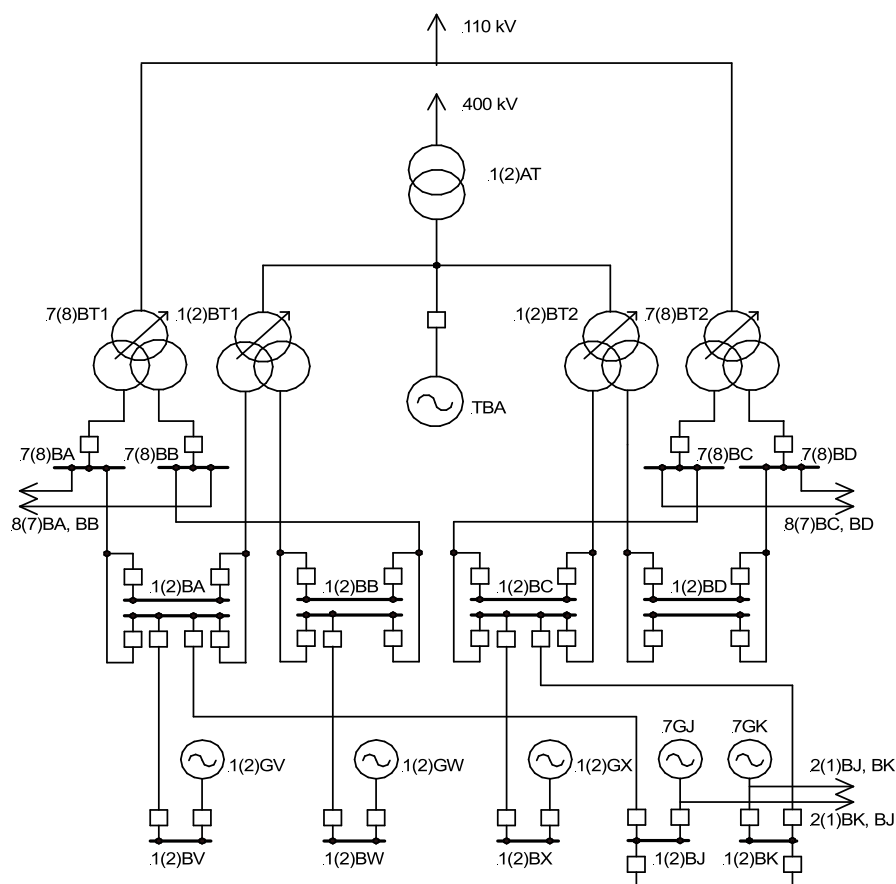 .110 kV
.400 kV
.1(2)AT
.7(8)BT1
.1(2)BT1
.1(2)BT2
.7(8)BT2
.TBA
.7(8)BA
.7(8)BB
.7(8)BC
.7(8)BD
.8(7)BA, BB
.8(7)BC, BD
.1(2)BA
.1(2)BB
.1(2)BC
.1(2)BD
.7GJ
.7GK
.1(2)GV
.1(2)GW
.1(2)GX
2(1)BJ, BK
2(1)BK, BJ
.1(2)BV
.1(2)BW
.1(2)BX
.1(2)BJ
.1(2)BK